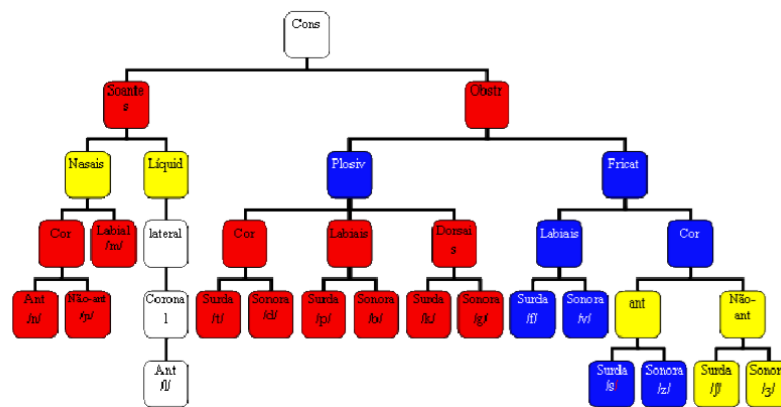 Cons
Soante
s
Obstr
Nasais
Líquid
Plosiv
Fricat
Cor
Labial
/m/
lateral
Cor
Labiais
Dorsai
s
Labiais
Cor
Ant
/n/
Não-ant
/ɲ/
Corona
l
Surda
/t/
Sonora
/d/
Surda
/p/
Sonora
/b/
Surda
/k/
Sonora
/g/
Surda
/f/
Sonora
/v/
ant
Não-
ant
Ant
/l/
Surda
/s/
Sonora
/z/
Surda
/ʃ/
Sonor
/ʒ/